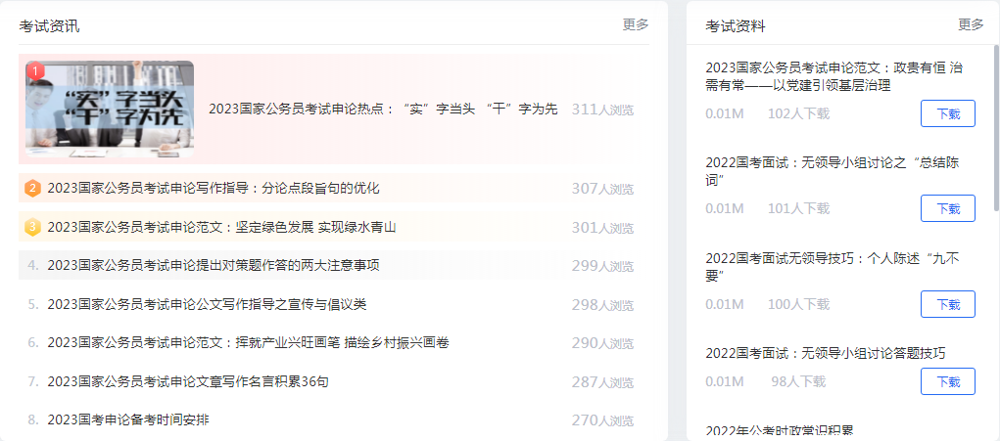 考试资讯
更多
1
“实”字当头
“干”字为先
2023国家公务员考试申论热点：“实”字当头 “干”字为先
311人浏览
2 2023国家公务员考试申论写作指导：分论点段旨句的优化
307人浏览
3 2023国家公务员考试申论范文：坚定绿色发展 实现绿水青山
301人浏览
4. 2023国家公务员考试申论提出对策题作答的两大注意事项
299人浏览
5. 2023国家公务员考试申论公文写作指导之宣传与倡议类
298人浏览
6. 2023国家公务员考试申论范文：挥就产业兴旺画笔 描绘乡村振兴画卷
290人浏览
7. 2023国家公务员考试申论文章写作名言积累36句
287人浏览
8. 2023国考申论备考时间安排
270人浏览
考试资料
更多
2023国家公务员考试申论范文：政贵有恒 治
需有常——以党建引领基层治理
0.01M 102人下载 下载
2022国考面试：无领导小组讨论之“总结陈
词”
0.01M 101人下载 下载
2022国考面试无领导技巧：个人陈述“九不
要”
0.01M 100人下载 下载
2022国考面试：无领导小组讨论答题技巧
0.01M 98人下载 下载
2022年公考时政常识积累